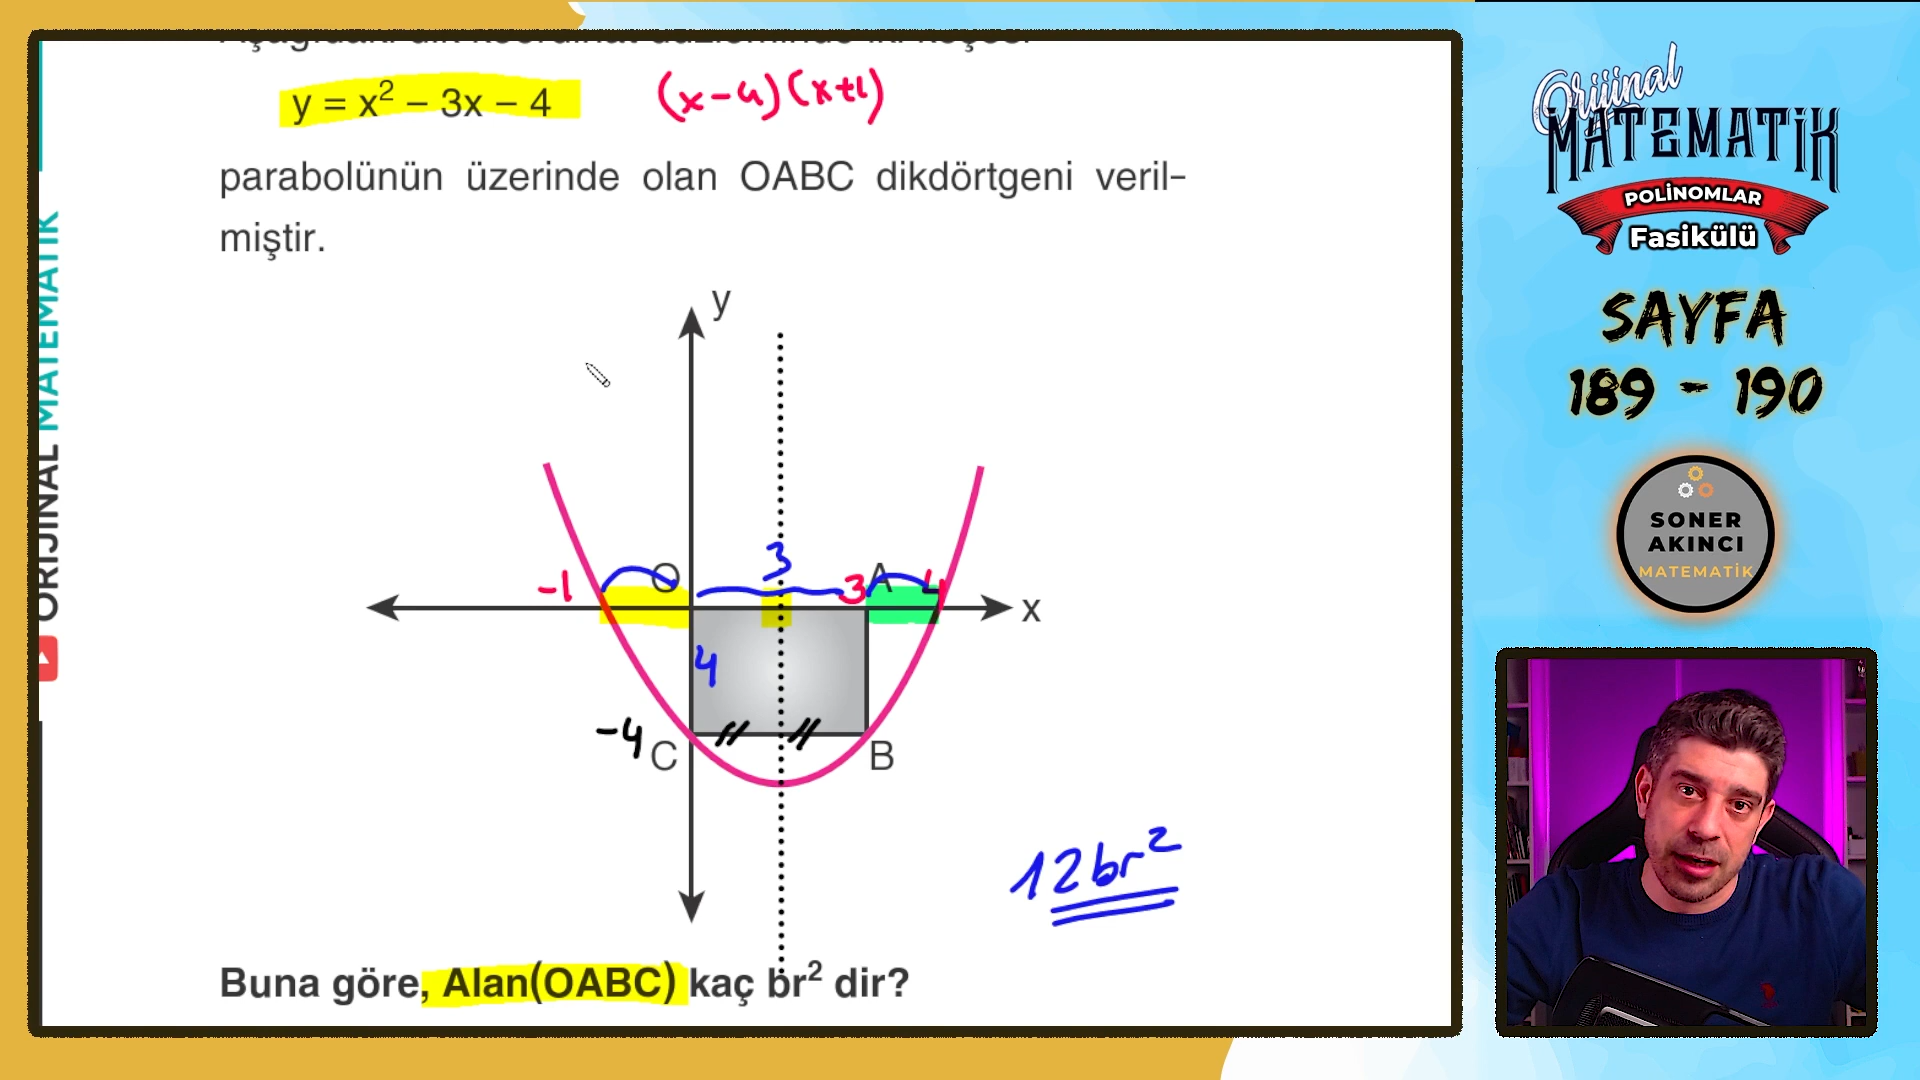 y = x² – 3x – 4
(x-4)(x+1)
parabolünün üzerinde olan OABC dikdörtgeni veril-
miştir.
ORİJİNAL MATEMATİK
y
x
O
A
3
-1
3
4
4
-4
C
B
12br²
Buna göre, Alan(OABC) kaç br² dir?
Orijinal
MATEMATİK
POLİNOMLAR
Fasikülü
SAYFA
189 - 190
SONER
AKINCI
MATEMATİK